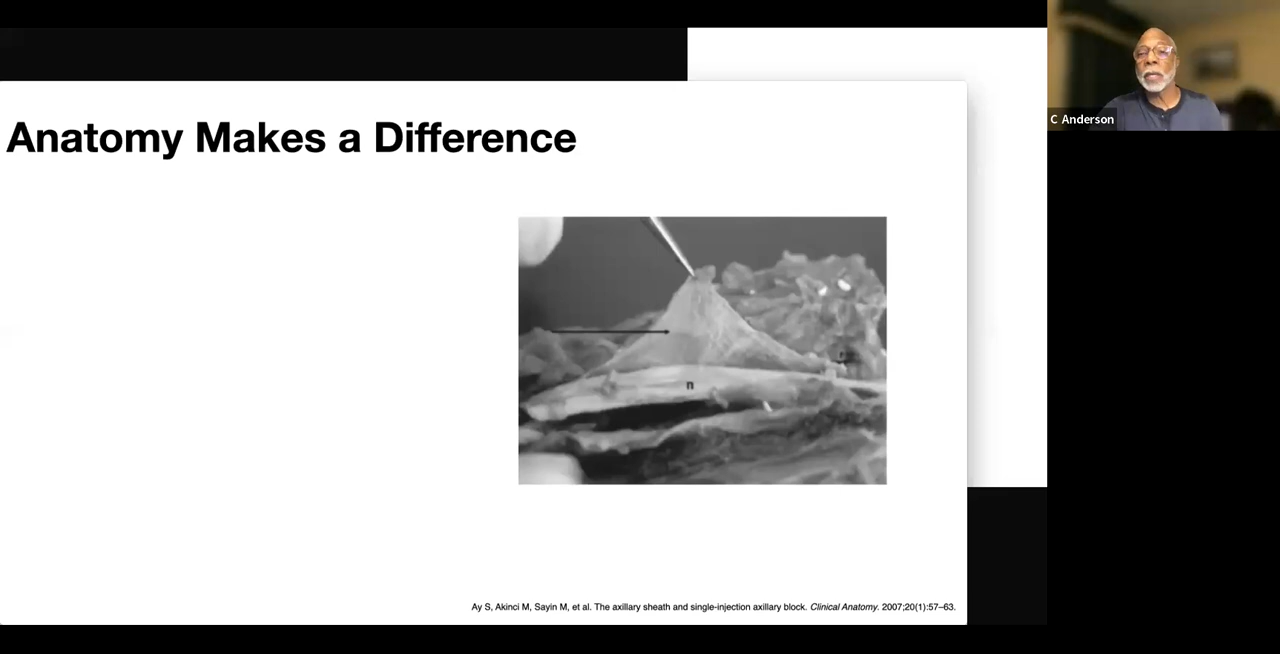 Anatomy Makes a Difference
C Anderson
n
Ay S, Akinci M, Sayin M, et al. The axillary sheath and single-injection axillary block. Clinical Anatomy. 2007;20(1):57–63.